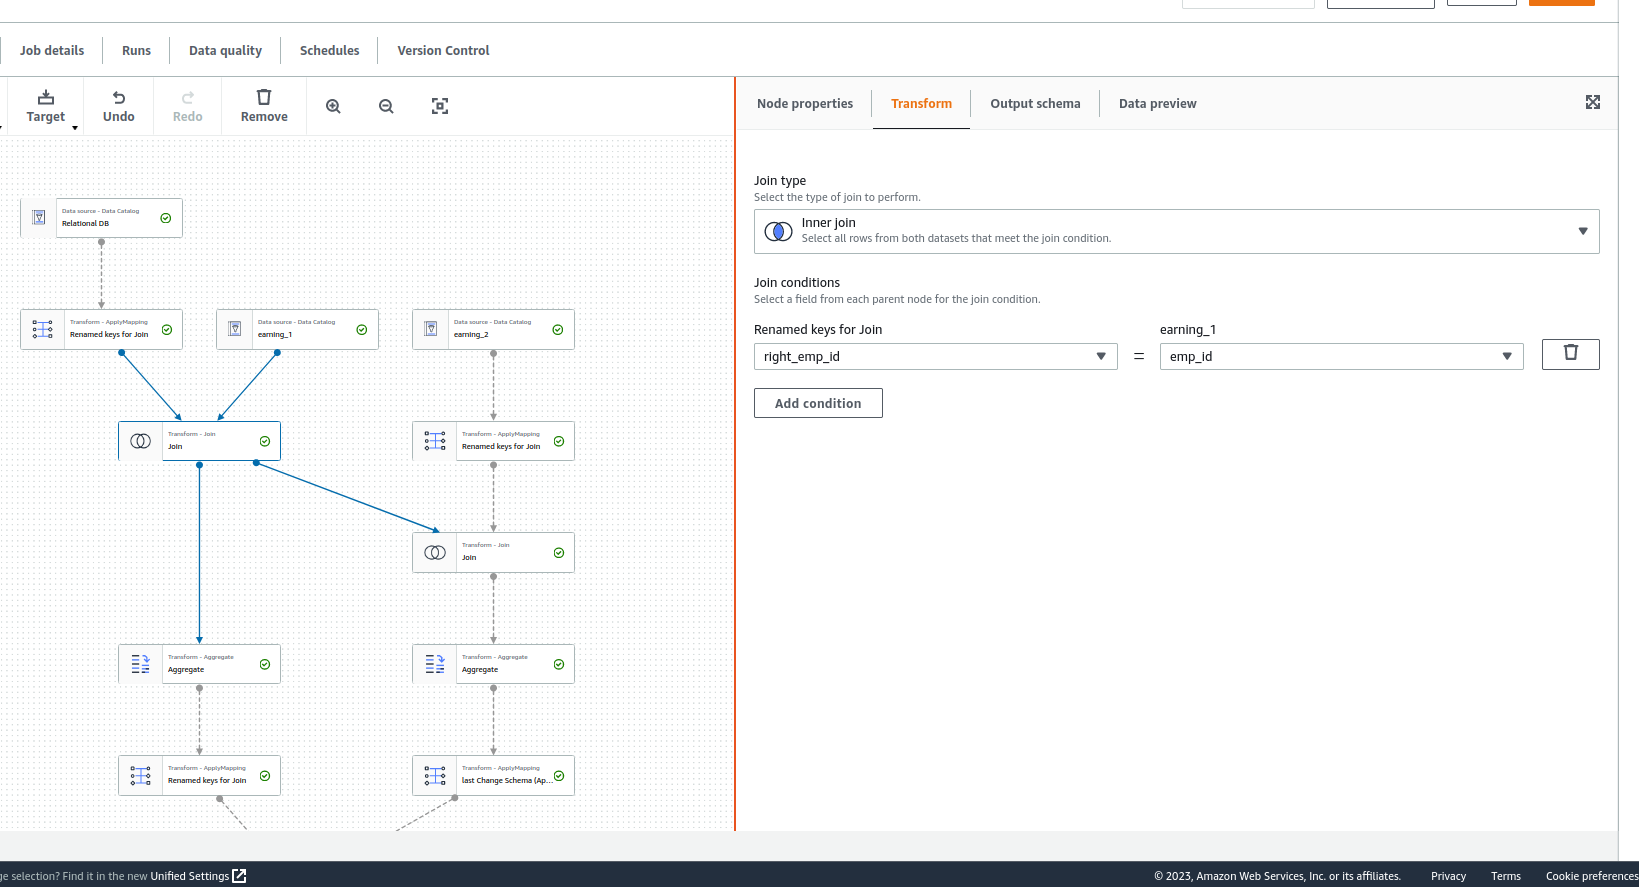 Job details
Runs
Data quality
Schedules
Version Control
Target
Undo
Redo
Remove
Node properties
Transform
Output schema
Data preview
Data source - Data Catalog
Relational DB
Transform - ApplyMapping
Renamed keys for Join
Data source - Data Catalog
earning_1
Data source - Data Catalog
earning_2
Transform - Join
Join
Transform - ApplyMapping
Renamed keys for Join
Transform - Join
Join
Transform - Aggregate
Aggregate
Transform - Aggregate
Aggregate
Transform - ApplyMapping
Renamed keys for Join
Transform - ApplyMapping
last Change Schema (Ap...
Join type
Select the type of join to perform.
Inner join
Select all rows from both datasets that meet the join condition.
Join conditions
Select a field from each parent node for the join condition.
Renamed keys for Join
earning_1
right_emp_id
=
emp_id
Add condition
ge selection? Find it in the new Unified Settings
© 2023, Amazon Web Services, Inc. or its affiliates.
Privacy
Terms
Cookie preferences